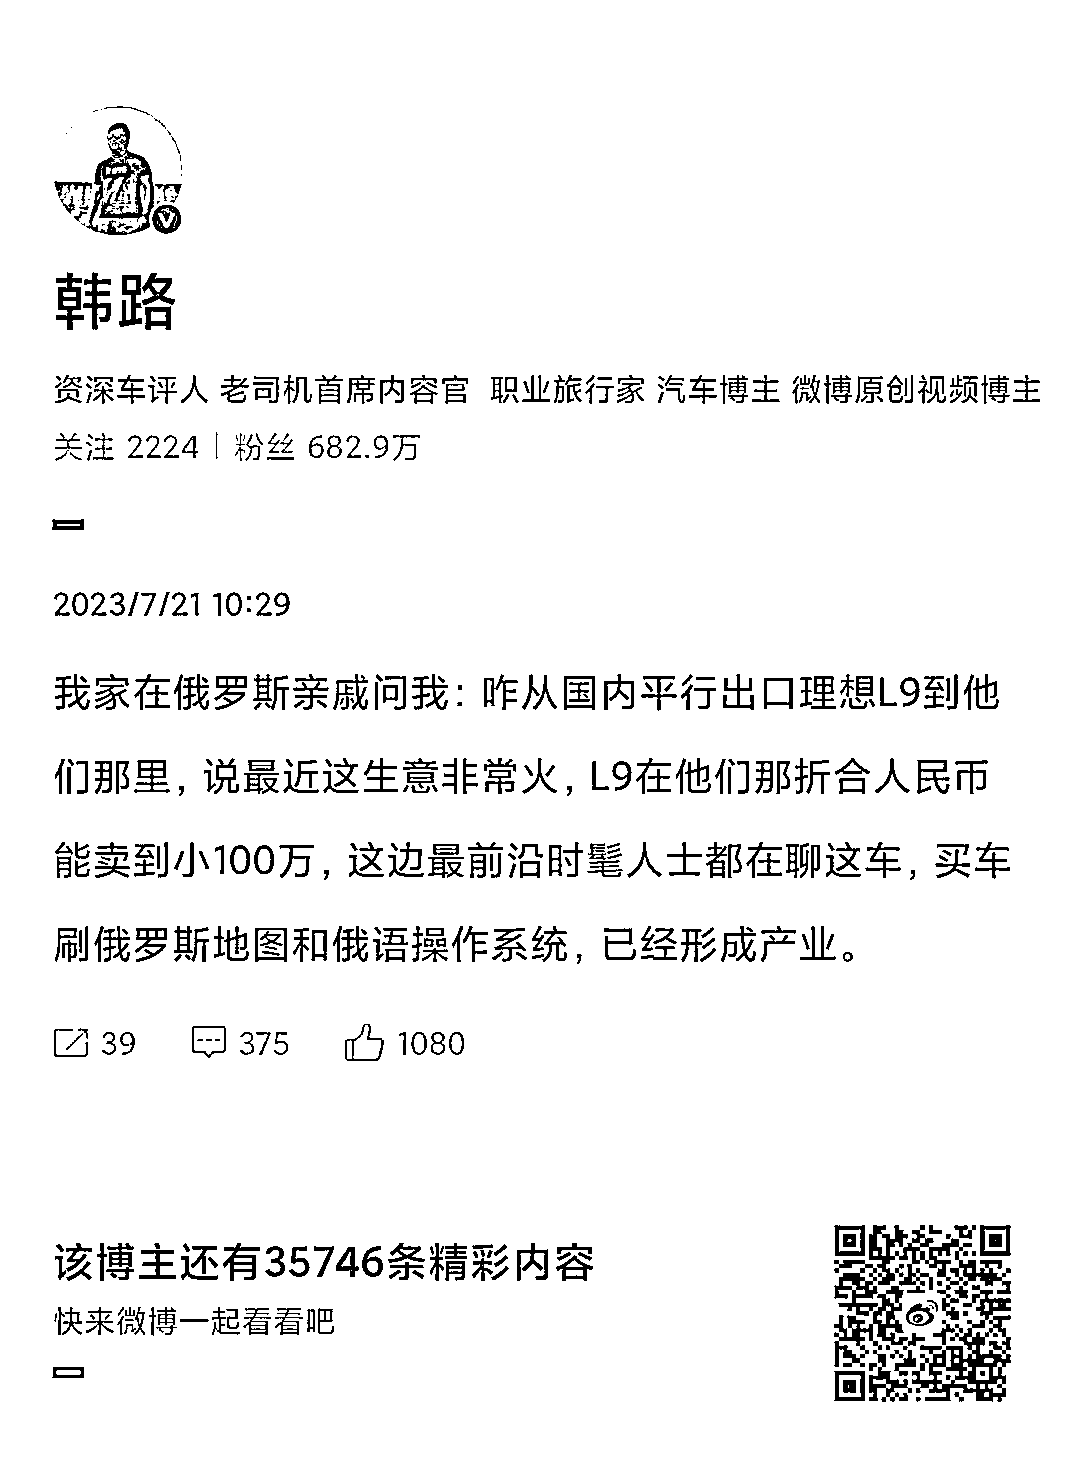 韩路
资深车评人 老司机首席内容官 职业旅行家 汽车博主 微博原创视频博主
关注 2224 | 粉丝 682.9万
2023/7/21 10:29
我家在俄罗斯亲戚问我：咋从国内平行出口理想L9到他
们那里，说最近这生意非常火，L9在他们那折合人民币
能卖到小100万，这边最前沿时髦人士都在聊这车，买车
刷俄罗斯地图和俄语操作系统，已经形成产业。
39 375 1080
该博主还有35746条精彩内容
快来微博一起看看吧